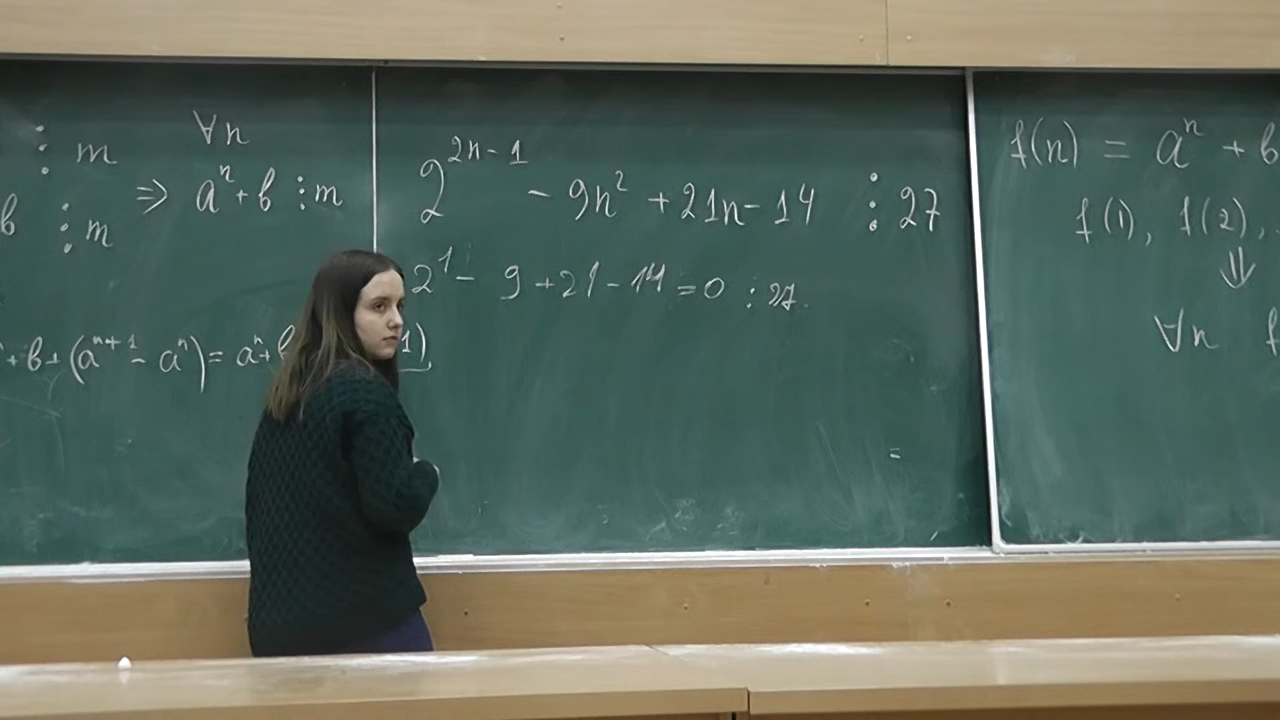 ⋮ m
∀n
⇒ aⁿ + b ⋮ m
b ⋮ m
+ b + (aⁿ⁺¹ - aⁿ) = aⁿ + 1)
2²ⁿ⁻¹ - 9n² + 21n - 14 ⋮ 27
2¹ - 9 + 21 - 14 = 0 ⋮ 27.
=
f(n) = aⁿ + b
f(1), f(2),
⇓
∀n f